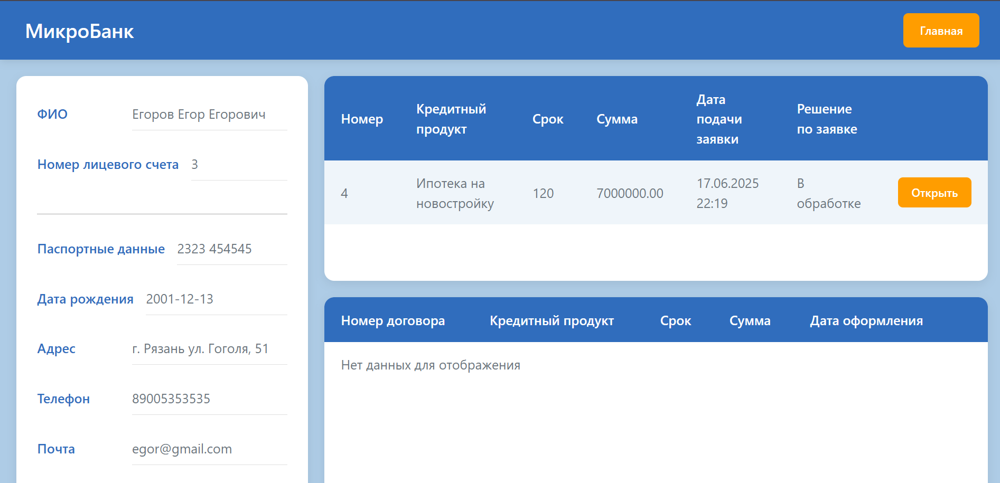 МикроБанк
Главная
ФИО Егоров Егор Егорович
Номер лицевого счета 3
Паспортные данные 2323 454545
Дата рождения 2001-12-13
Адрес г. Рязань ул. Гоголя, 51
Телефон 89005353535
Почта egor@gmail.com
Номер
Кредитный
продукт
Срок
Сумма
Дата
подачи
заявки
Решение
по заявке
4
Ипотека на
новостройку
120
7000000.00
17.06.2025
22:19
В
обработке
Открыть
Номер договора Кредитный продукт Срок Сумма Дата оформления
Нет данных для отображения